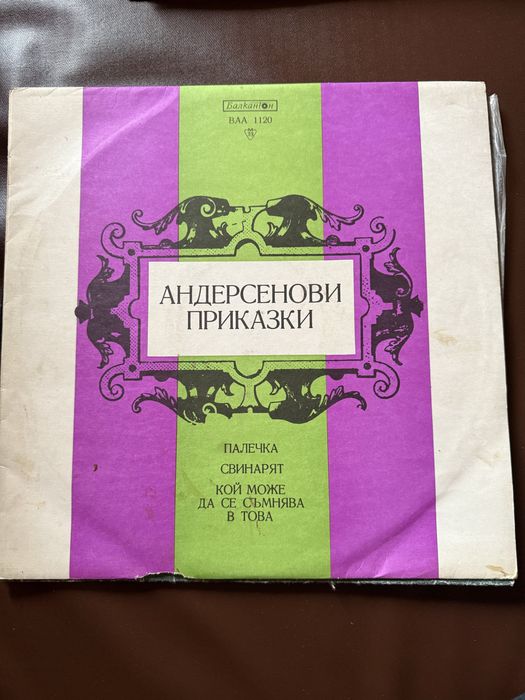 Балкантон
ВАА 1120
АНДЕРСЕНОВИ
ПРИКАЗКИ
ПАЛЕЧКА
СВИНАРЯТ
КОЙ МОЖЕ
ДА СЕ СЪМНЯВА
В ТОВА